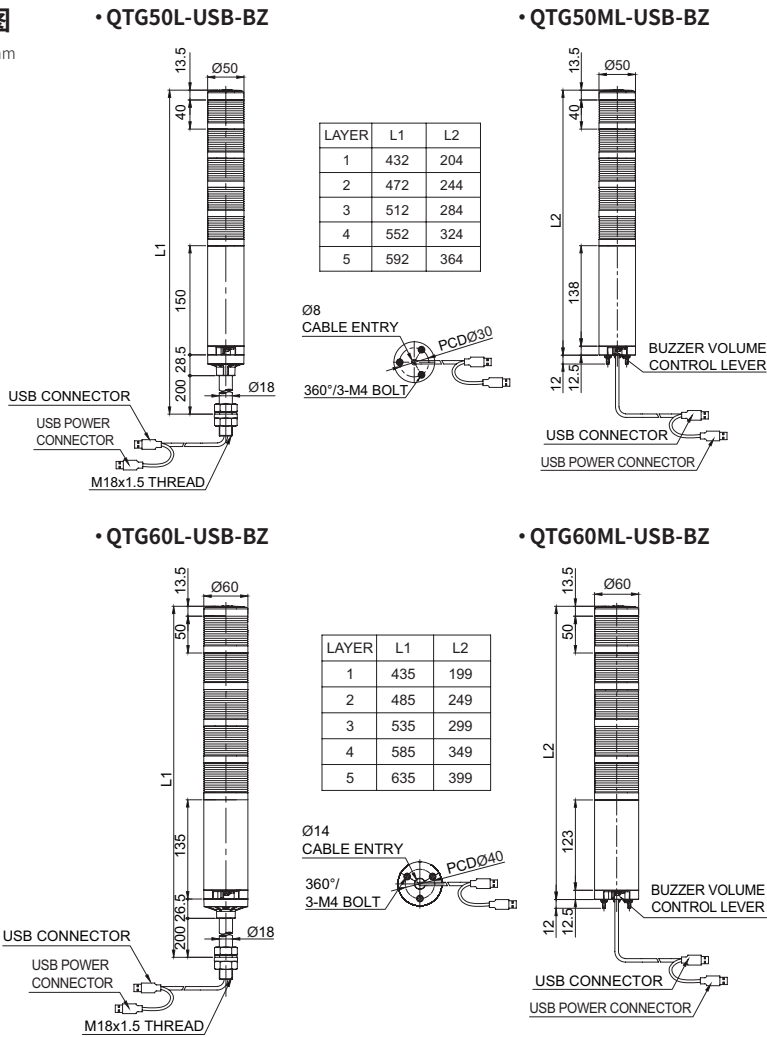 图
mm
• QTG50L-USB-BZ
13.5
Ø50
40
L1
150
28.5
200
Ø18
USB CONNECTOR
USB POWER
CONNECTOR
M18x1.5 THREAD
LAYER L1 L2
1 432 204
2 472 244
3 512 284
4 552 324
5 592 364
Ø8
CABLE ENTRY
PCDØ30
360°/3-M4 BOLT
• QTG50ML-USB-BZ
13.5
Ø50
40
L2
138
12.5
12
BUZZER VOLUME
CONTROL LEVER
USB CONNECTOR
USB POWER CONNECTOR
• QTG60L-USB-BZ
13.5
Ø60
50
L1
135
26.5
200
Ø18
USB CONNECTOR
USB POWER
CONNECTOR
M18x1.5 THREAD
LAYER L1 L2
1 435 199
2 485 249
3 535 299
4 585 349
5 635 399
Ø14
CABLE ENTRY
PCDØ40
360°/
3-M4 BOLT
• QTG60ML-USB-BZ
13.5
Ø60
50
L2
123
12.5
12
BUZZER VOLUME
CONTROL LEVER
USB CONNECTOR
USB POWER CONNECTOR